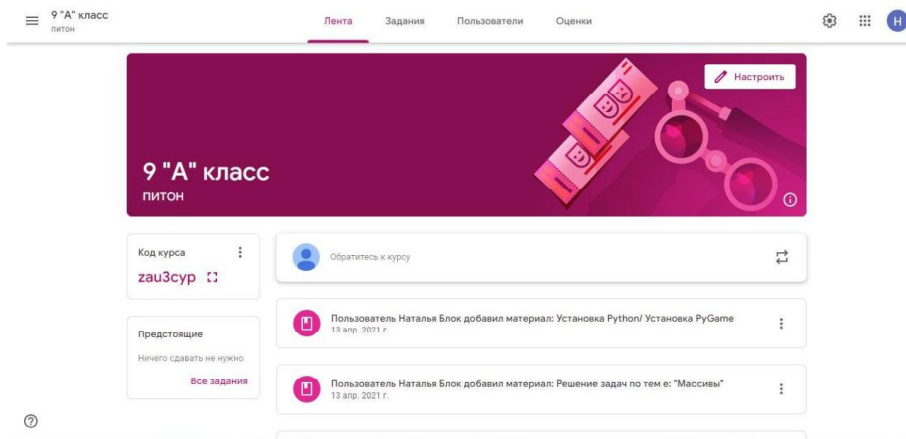 9 "А" класс
питон
Лента
Задания
Пользователи
Оценки
Н
Настроить
9 "А" класс
ПИТОН
Код курса
zau3cyp
Обратитесь к курсу
Предстоящие
Ничего сдавать не нужно
Все задания
Пользователь Наталья Блок добавил материал: Установка Python/ Установка PyGame
13 апр. 2021 г.
Пользователь Наталья Блок добавил материал: Решение задач по тем е: "Массивы"
13 апр. 2021 г.